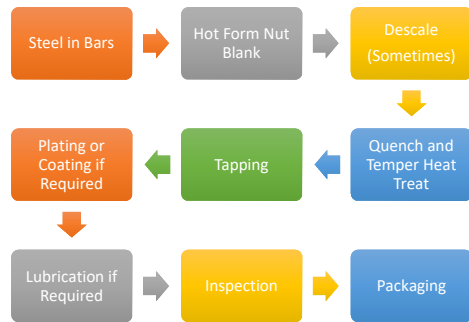 Steel in Bars
Hot Form Nut
Blank
Descale
(Sometimes)
Quench and
Temper Heat
Treat
Tapping
Plating or
Coating if
Required
Lubrication if
Required
Inspection
Packaging